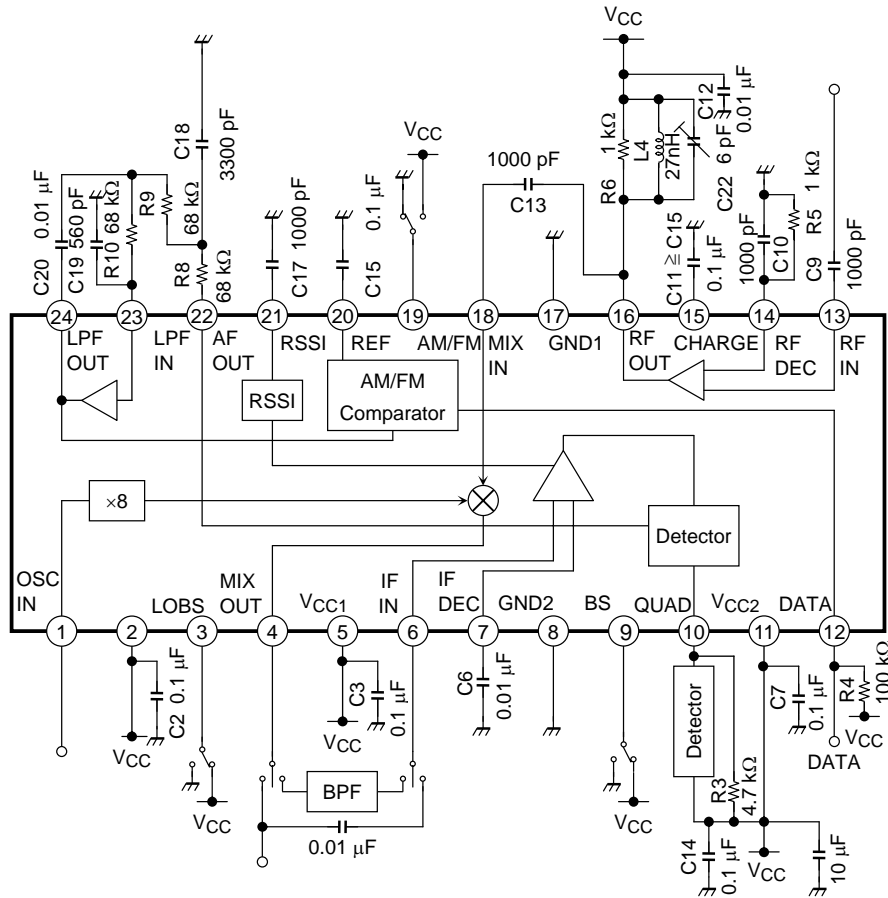 VCC
VCC
C18
3300 pF
C20
0.01 µF
C19
560 pF
R10
68 kΩ
R9
68 kΩ
R8
68 kΩ
C17
1000 pF
C15
0.1 µF
1000 pF
C13
R6
1 kΩ
L4
27nH
C22
6 pF
C12
0.01 µF
C11 ≥ C15
0.1 µF
1000 pF
C10
R5
1 kΩ
C9
1000 pF
24
23
22
21
20
19
18
17
16
15
14
13
LPF
OUT
LPF
IN
AF
OUT
RSSI
REF
AM/FM
MIX
IN
GND1
RF
OUT
CHARGE
RF
DEC
RF
IN
RSSI
AM/FM
Comparator
×8
Detector
OSC
IN
LOBS
MIX
OUT
VCC1
IF
IN
IF
DEC
GND2
BS
QUAD
VCC2
DATA
1
2
3
4
5
6
7
8
9
10
11
12
C2
0.1 µF
VCC
VCC
C3
0.1 µF
VCC
BPF
0.01 µF
C6
0.01 µF
VCC
Detector
R3
4.7 kΩ
C14
0.1 µF
VCC
10 µF
C7
0.1 µF
R4
100 kΩ
VCC
DATA